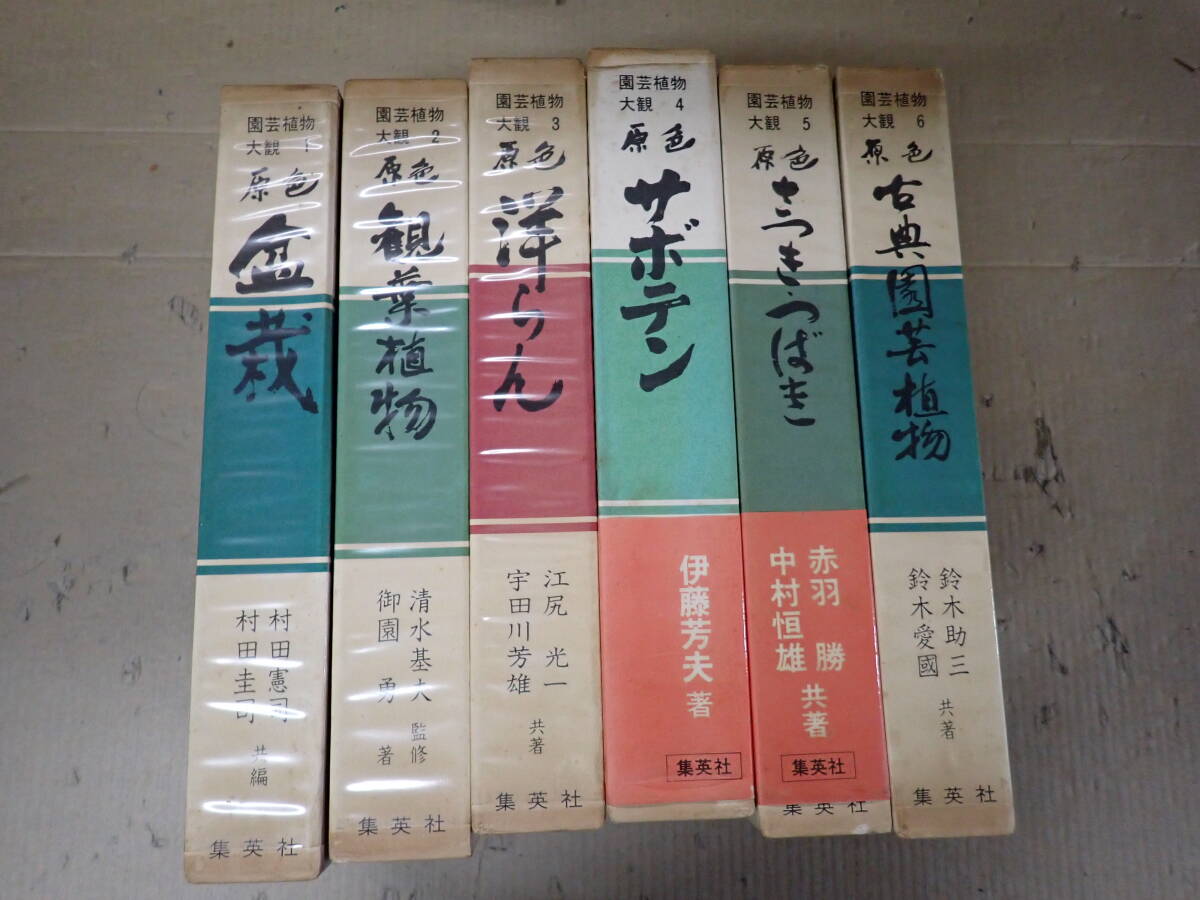 園芸植物
大観 1
原色
盆栽
村田憲司
村田圭司
共編
集英社
園芸植物
大観 2
原色
観葉植物
清水基夫 監修
御園 勇 著
集英社
園芸植物
大観 3
原色
洋らん
江尻 光一
宇田川芳雄
共著
集英社
園芸植物
大観 4
原色
サボテン
伊藤芳夫 著
集英社
園芸植物
大観 5
原色
さつき・つばき
赤羽 勝
中村恒雄
共著
集英社
集英社
園芸植物
大観 6
原色
古典園芸植物
鈴木助三
鈴木愛國
共著
集英社